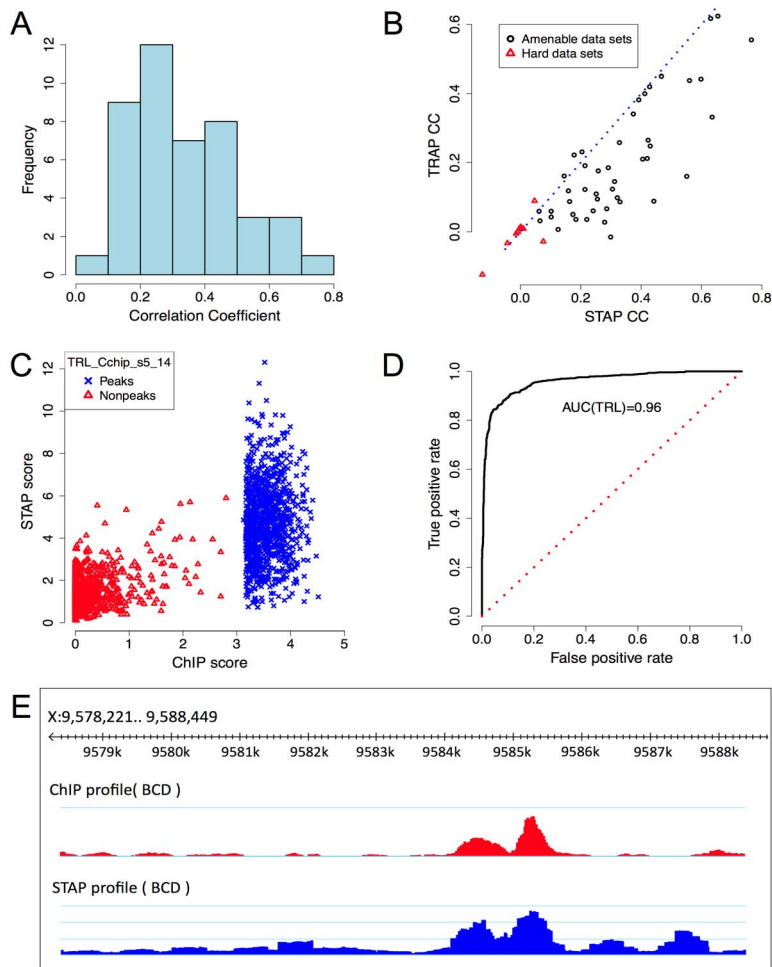 A
Frequency
0 2 4 6 8 10 12
0.0 0.2 0.4 0.6 0.8
Correlation Coefficient
B
Amenable data sets
Hard data sets
TRAP CC
0.0 0.2 0.4 0.6
0.0 0.2 0.4 0.6 0.8
STAP CC
C
TRL_Cchip_s5_14
Peaks
Nonpeaks
STAP score
0 2 4 6 8 10 12
0 1 2 3 4 5
ChIP score
D
AUC(TRL)=0.96
True positive rate
0.0 0.2 0.4 0.6 0.8 1.0
0.0 0.2 0.4 0.6 0.8 1.0
False positive rate
E
X:9,578,221.. 9,588,449
9579k 9580k 9581k 9582k 9583k 9584k 9585k 9586k 9587k 9588k
ChIP profile( BCD )
STAP profile ( BCD )